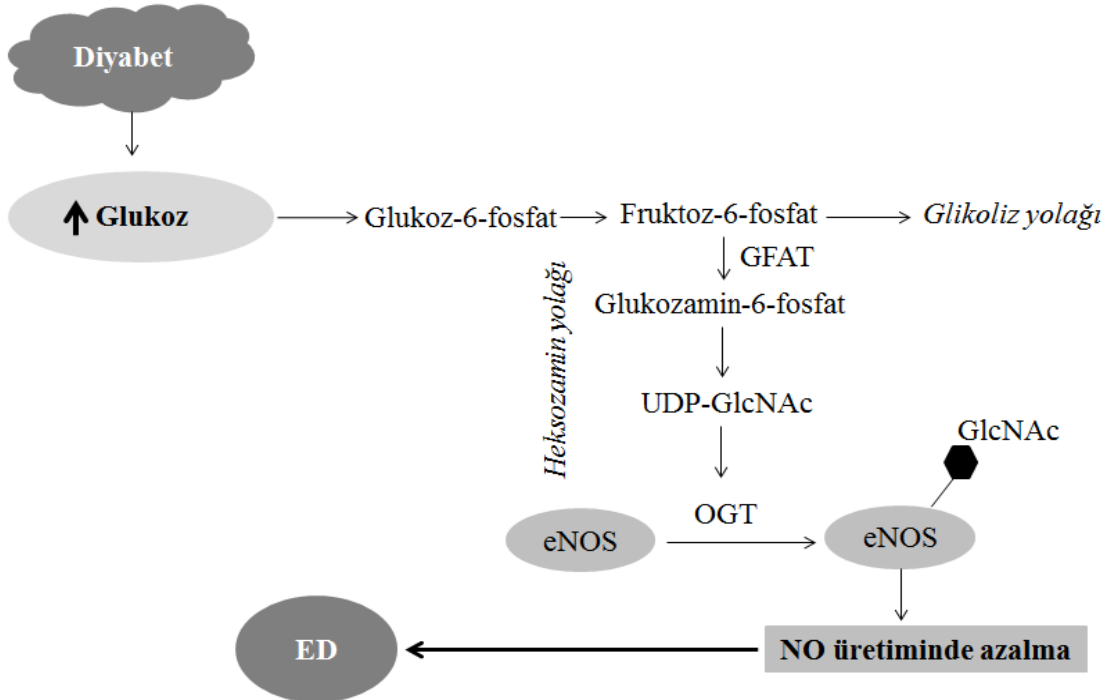 Diyabet
Glukoz
Glukoz-6-fosfat
Fruktoz-6-fosfat
Glikoliz yolağı
GFAT
Glukozamin-6-fosfat
Heksozamin yolağı
UDP-GlcNAc
GlcNAc
OGT
eNOS
eNOS
ED
NO üretiminde azalma